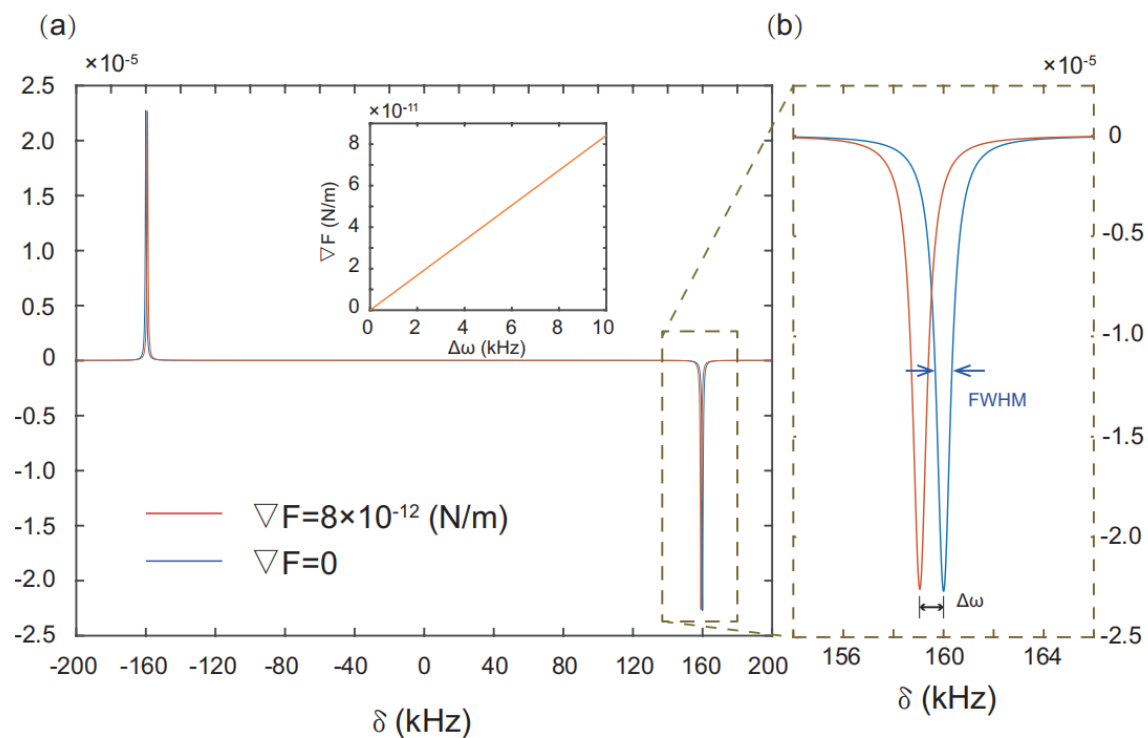 (a)
×10⁻⁵
2.5
2.0
1.5
1.0
0.5
0
-0.5
-1.0
-1.5
-2.0
-2.5
-200 -160 -120 -80 -40 0 40 80 120 160 200
δ (kHz)
×10⁻¹¹
8
6
4
2
0
▽F (N/m)
0 2 4 6 8 10
Δω (kHz)
▽F=8×10⁻¹² (N/m)
▽F=0
(b)
×10⁻⁵
0
-0.5
-1.0
-1.5
-2.0
-2.5
FWHM
Δω
156 160 164
δ (kHz)